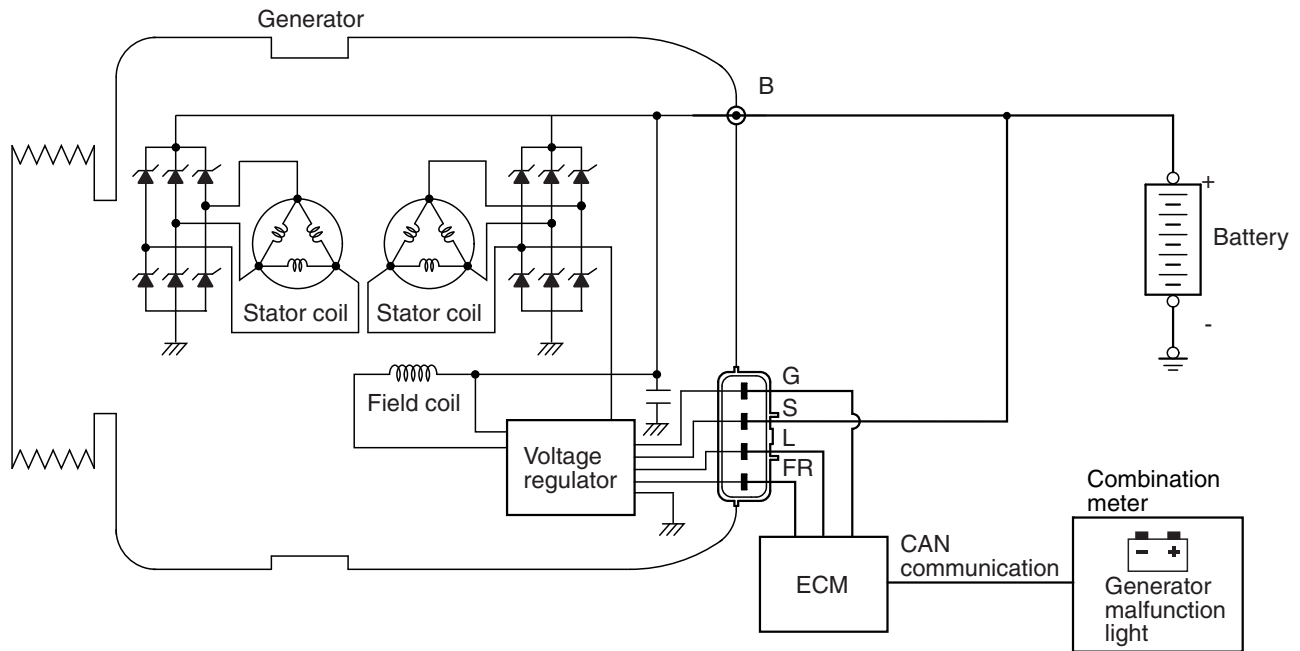 Generator
B
+
Battery
-
Stator coil
Stator coil
Field coil
Voltage
regulator
G
S
L
FR
ECM
CAN
communication
Combination
meter
- +
Generator
malfunction
light